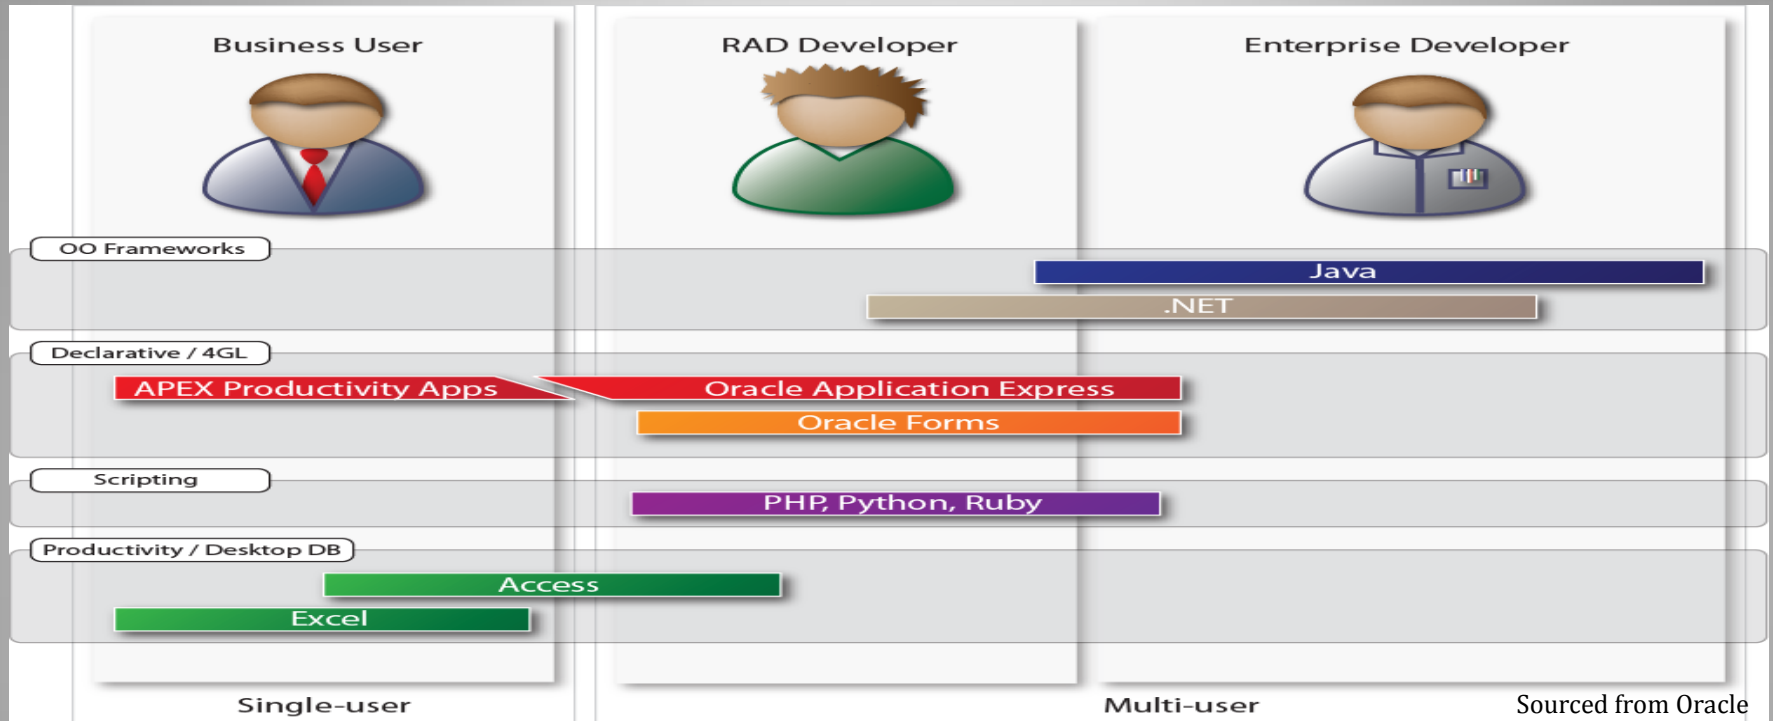 Business User
RAD Developer
Enterprise Developer
OO Frameworks
Java
.NET
Declarative / 4GL
APEX Productivity Apps
Oracle Application Express
Oracle Forms
Scripting
PHP, Python, Ruby
Productivity / Desktop DB
Access
Excel
Single-user
Multi-user
Sourced from Oracle